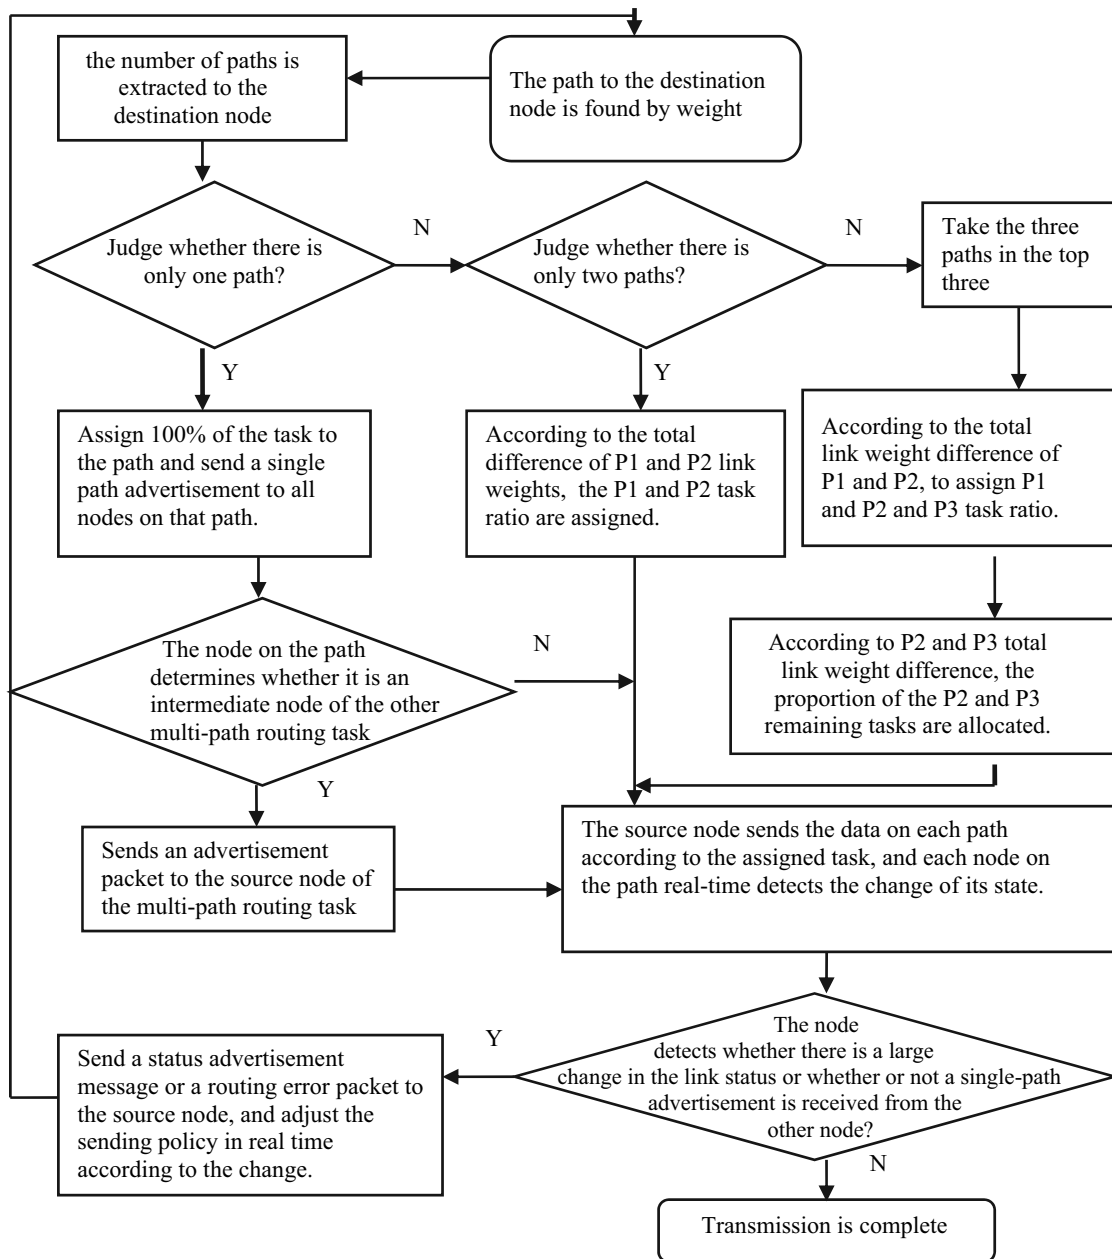 the number of paths is
extracted to the
destination node
The path to the destination
node is found by weight
Judge whether there is
only one path?
N
Judge whether there is
only two paths?
N
Take the three
paths in the top
three
Y
Y
Assign 100% of the task to
the path and send a single
path advertisement to all
nodes on that path.
According to the total
difference of P1 and P2 link
weights, the P1 and P2 task
ratio are assigned.
According to the total
link weight difference of
P1 and P2, to assign P1
and P2 and P3 task ratio.
The node on the path
determines whether it is an
intermediate node of the other
multi-path routing task
N
According to P2 and P3 total
link weight difference, the
proportion of the P2 and P3
remaining tasks are allocated.
Y
Sends an advertisement
packet to the source node of
the multi-path routing task
The source node sends the data on each path
according to the assigned task, and each node on
the path real-time detects the change of its state.
The node
detects whether there is a large
change in the link status or whether or not a single-path
advertisement is received from the
other node?
Y
Send a status advertisement
message or a routing error packet to
the source node, and adjust the
sending policy in real time
according to the change.
N
Transmission is complete